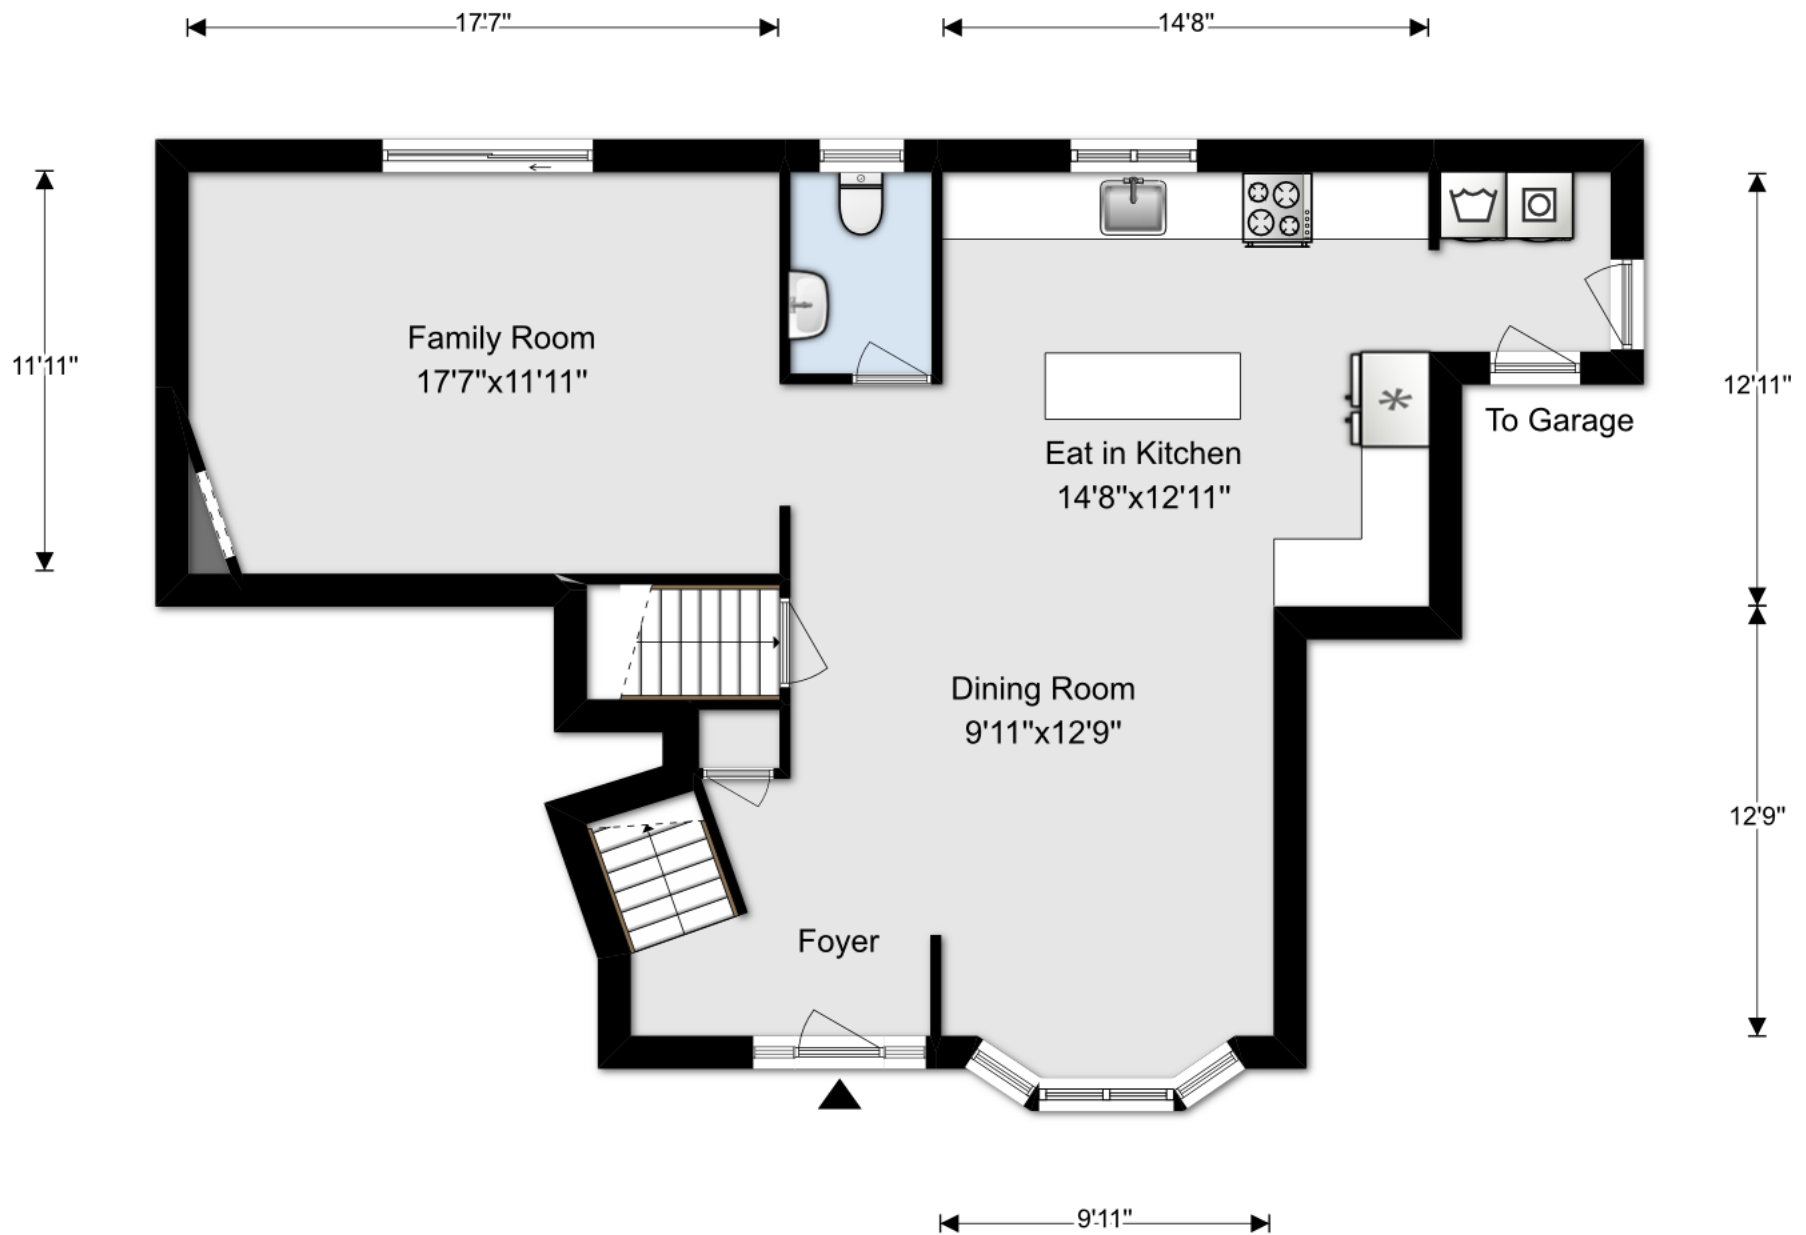 17'7"
14'8"
Family Room
17'7"x11'11"
11'11"
12'11"
To Garage
Eat in Kitchen
14'8"x12'11"
Dining Room
9'11"x12'9"
12'9"
Foyer
9'11"